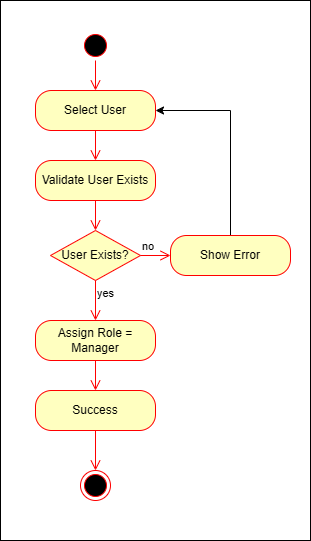 Select User
Validate User Exists
User Exists?
no
Show Error
yes
Assign Role =
Manager
Success